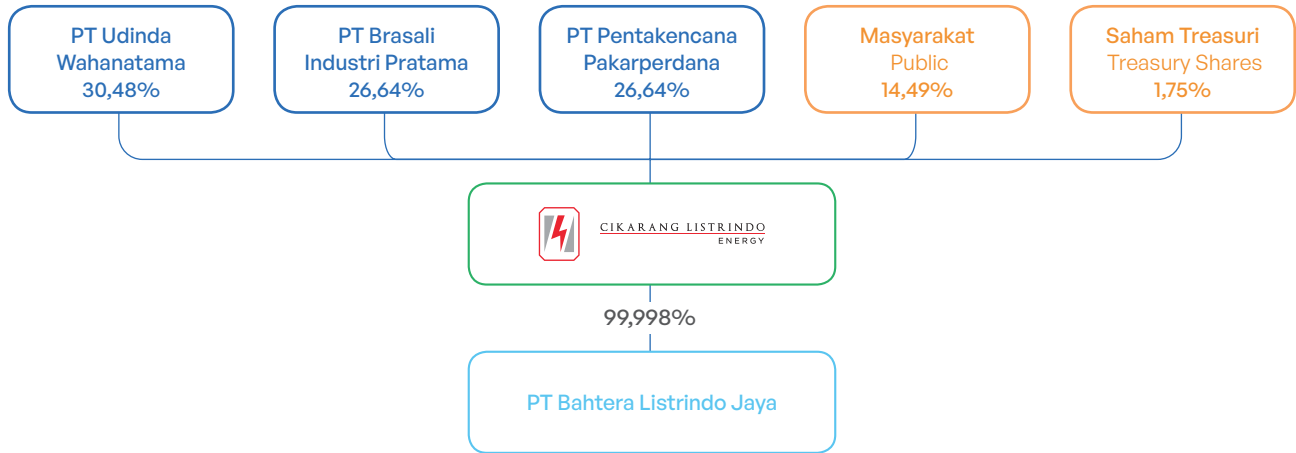 PT Udinda
Wahanatama
30,48%
PT Brasali
Industri Pratama
26,64%
PT Pentakencana
Pakarperdana
26,64%
Masyarakat
Public
14,49%
Saham Treasuri
Treasury Shares
1,75%
CIKARANG LISTRINDO
ENERGY
99,998%
PT Bahtera Listrindo Jaya